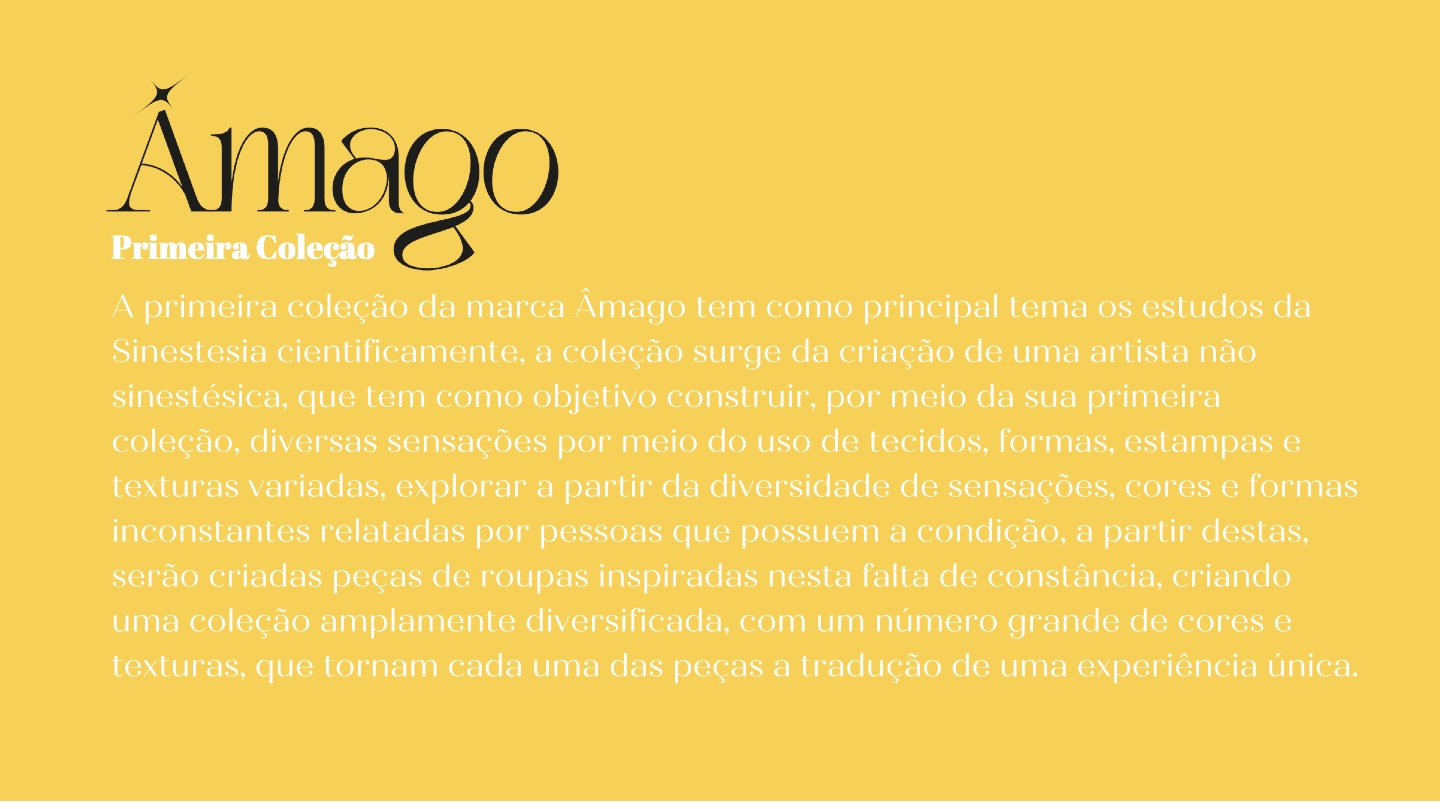 Âmago
Primeira Coleção
A primeira coleção da marca Âmago tem como principal tema os estudos da
Sinestesia cientificamente, a coleção surge da criação de uma artista não
sinestésica, que tem como objetivo construir, por meio da sua primeira
coleção, diversas sensações por meio do uso de tecidos, formas, estampas e
texturas variadas, explorar a partir da diversidade de sensações, cores e formas
inconstantes relatadas por pessoas que possuem a condição, a partir destas,
serão criadas peças de roupas inspiradas nesta falta de constância, criando
uma coleção amplamente diversificada, com um número grande de cores e
texturas, que tornam cada uma das peças a tradução de uma experiência única.